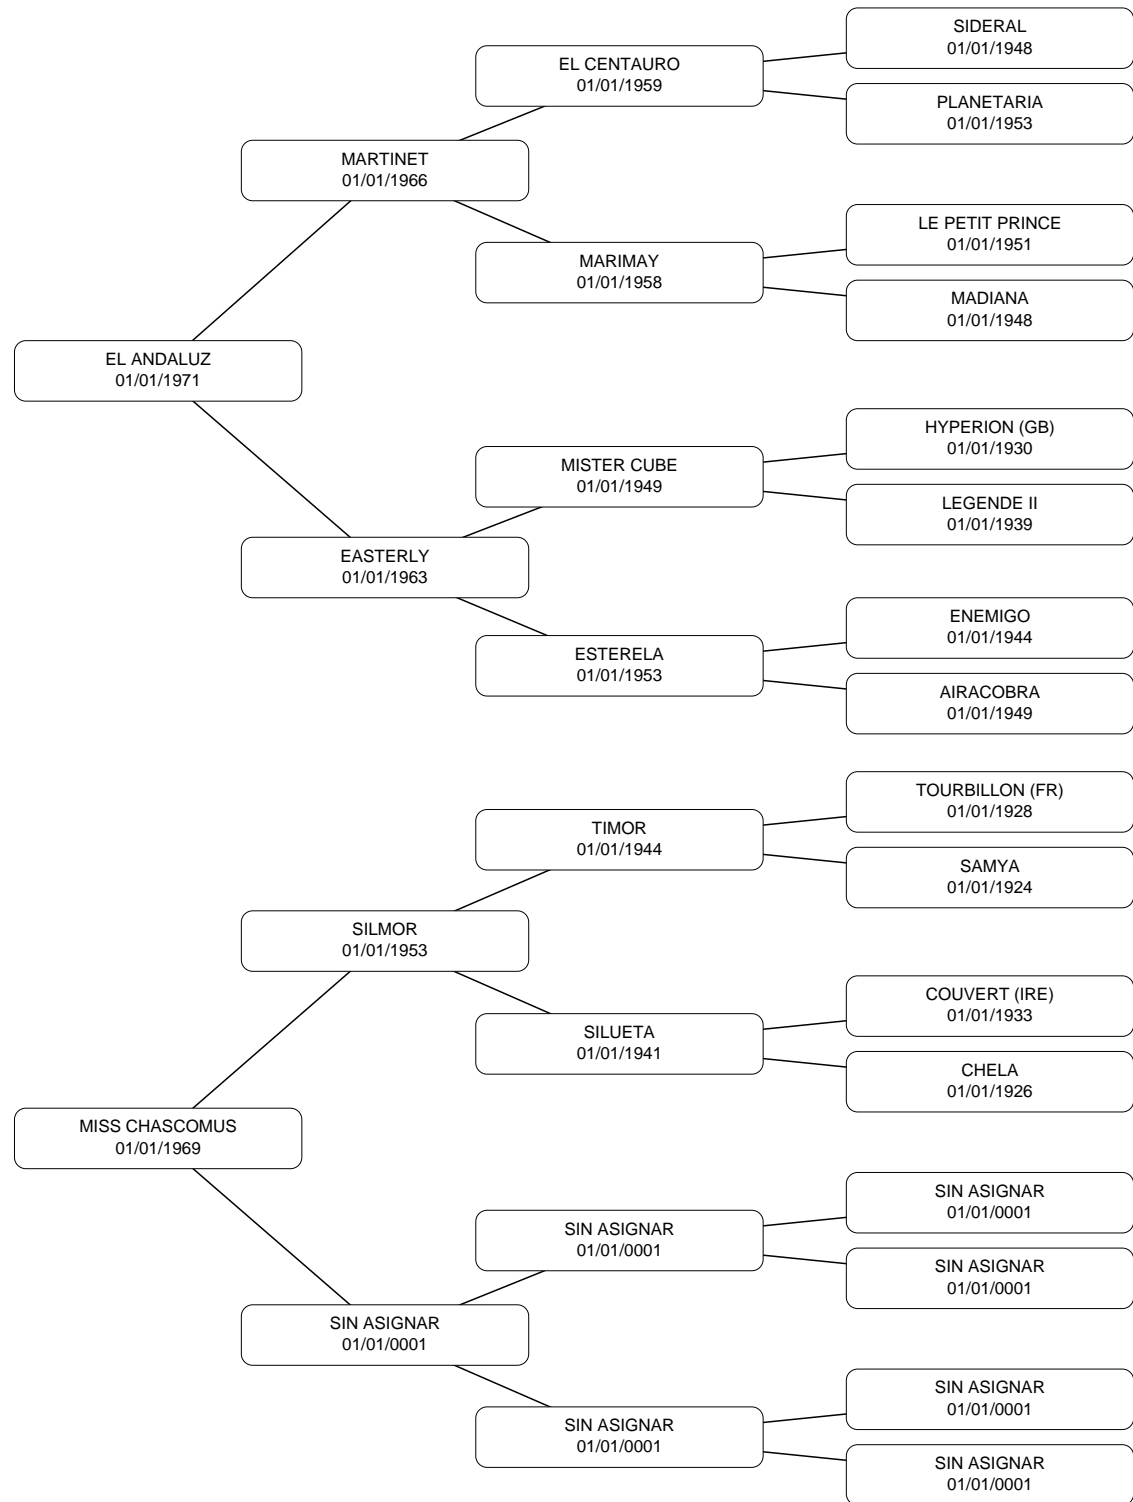 SIDERAL
01/01/1948
EL CENTAURO
01/01/1959
PLANETARIA
01/01/1953
MARTINET
01/01/1966
LE PETIT PRINCE
01/01/1951
MARIMAY
01/01/1958
MADIANA
01/01/1948
EL ANDALUZ
01/01/1971
HYPERION (GB)
01/01/1930
MISTER CUBE
01/01/1949
LEGENDE II
01/01/1939
EASTERLY
01/01/1963
ENEMIGO
01/01/1944
ESTERELA
01/01/1953
AIRACOBRA
01/01/1949
TOURBILLON (FR)
01/01/1928
TIMOR
01/01/1944
SAMYA
01/01/1924
SILMOR
01/01/1953
COUVERT (IRE)
01/01/1933
SILUETA
01/01/1941
CHELA
01/01/1926
MISS CHASCOMUS
01/01/1969
SIN ASIGNAR
01/01/0001
SIN ASIGNAR
01/01/0001
SIN ASIGNAR
01/01/0001
SIN ASIGNAR
01/01/0001
SIN ASIGNAR
01/01/0001
SIN ASIGNAR
01/01/0001
SIN ASIGNAR
01/01/0001